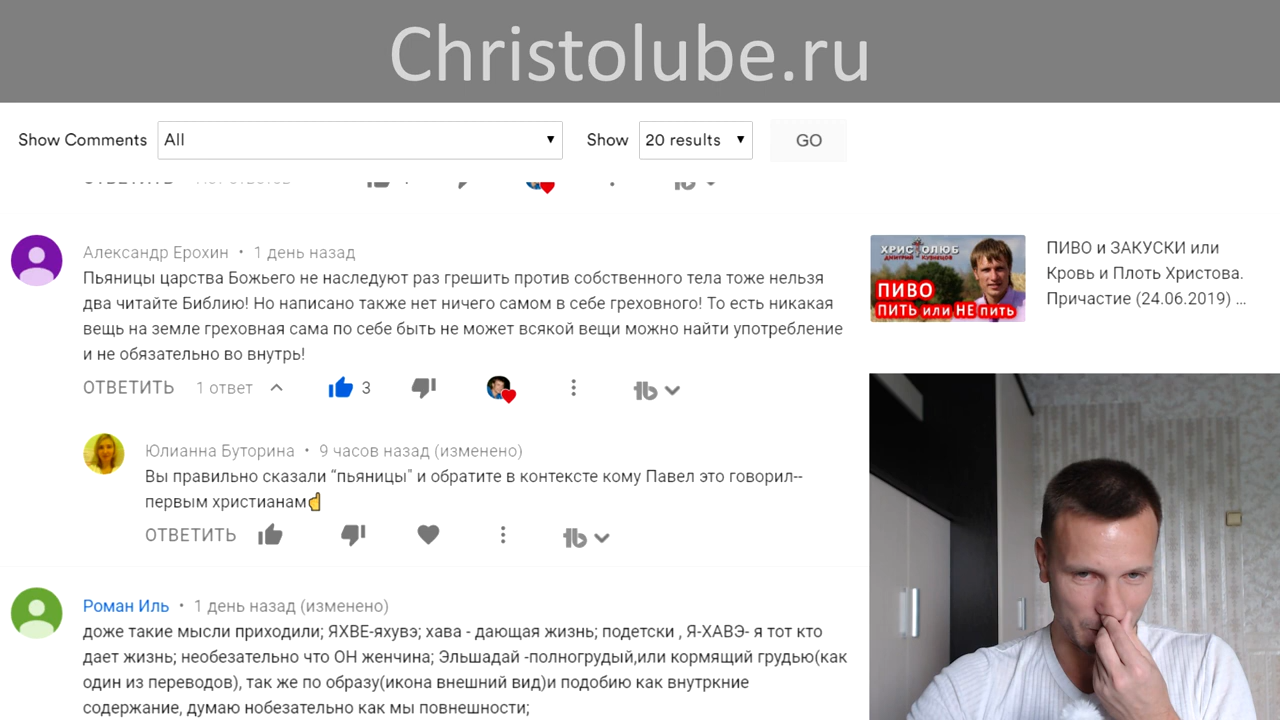 Christolube.ru
Show Comments All Show 20 results GO
Александр Ерохин • 1 день назад
Пьяницы царства Божьего не наследуют раз грешить против собственного тела тоже нельзя
два читайте Библию! Но написано также нет ничего самом в себе греховного! То есть никакая
вещь на земле греховная сама по себе быть не может всякой вещи можно найти употребление
и не обязательно во внутрь!
ОТВЕТИТЬ 1 ответ 3
Юлианна Буторина • 9 часов назад (изменено)
Вы правильно сказали “пьяницы" и обратите в контексте кому Павел это говорил--
первым христианам☝
ОТВЕТИТЬ
Роман Иль • 1 день назад (изменено)
доже такие мысли приходили; ЯХВЕ-яхувэ; хава - дающая жизнь; подетски , Я-ХАВЭ- я тот кто
дает жизнь; необезательно что ОН женчина; Эльшадай -полногрудый,или кормящий грудью(как
один из переводов), так же по образу(икона внешний вид)и подобию как внутркние
содержание, думаю нобезательно как мы повнешности;
ХРИСТОЛЮБ
ДМИТРИЙ КУЗНЕЦОВ
ПИВО
ПИТЬ или НЕ пить
ПИВО и ЗАКУСКИ или
Кровь и Плоть Христова.
Причастие (24.06.2019) ...